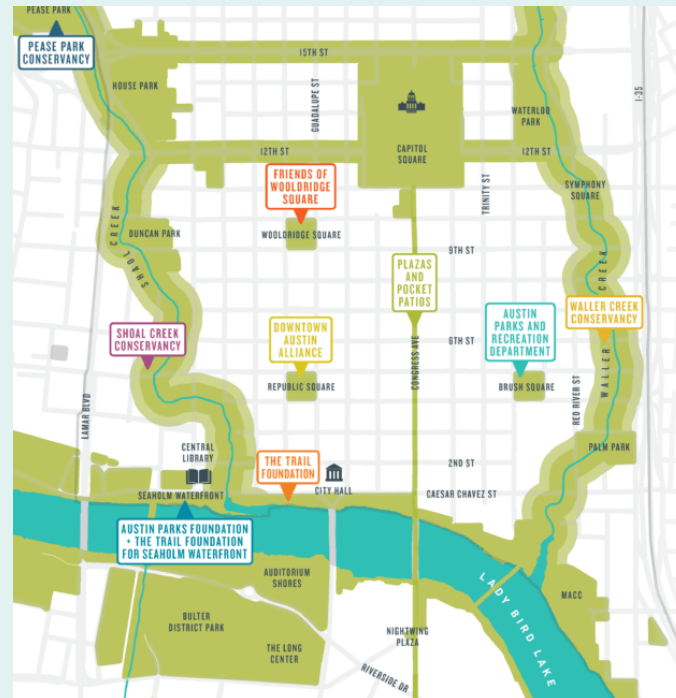 PEASE PARK
PEASE PARK
CONSERVANCY
15TH ST
HOUSE PARK
GUADALUPE ST
I-35
WATERLOO
PARK
CAPITOL
SQUARE
12TH ST
12TH ST
FRIENDS OF
WOOLDRIDGE
SQUARE
TRINITY ST
SYMPHONY
SQUARE
DUNCAN PARK
WOOLDRIDGE SQUARE
SHAOL CREEK
9TH ST
PLAZAS
AND
POCKET
PATIOS
CONGRESS AVE
SHOAL CREEK
CONSERVANCY
DOWNTOWN
AUSTIN
ALLIANCE
6TH ST
AUSTIN
PARKS AND
RECREATION
DEPARTMENT
WALLER CREEK
CONSERVANCY
WALLER CREEK
REPUBLIC SQUARE
BRUSH SQUARE
RED RIVER ST
LAMAR BLVD
PALM PARK
CENTRAL
LIBRARY
THE TRAIL
FOUNDATION
2ND ST
SEAHOLM WATERFRONT
CITY HALL
CAESAR CHAVEZ ST
AUSTIN PARKS FOUNDATION
• THE TRAIL FOUNDATION
FOR SEAHOLM WATERFRONT
AUDITORIUM
SHORES
LADY BIRD LAKE
MACC
BULTER
DISTRICT PARK
NIGHTWING
PLAZA
THE LONG
CENTER
RIVERSIDE DR